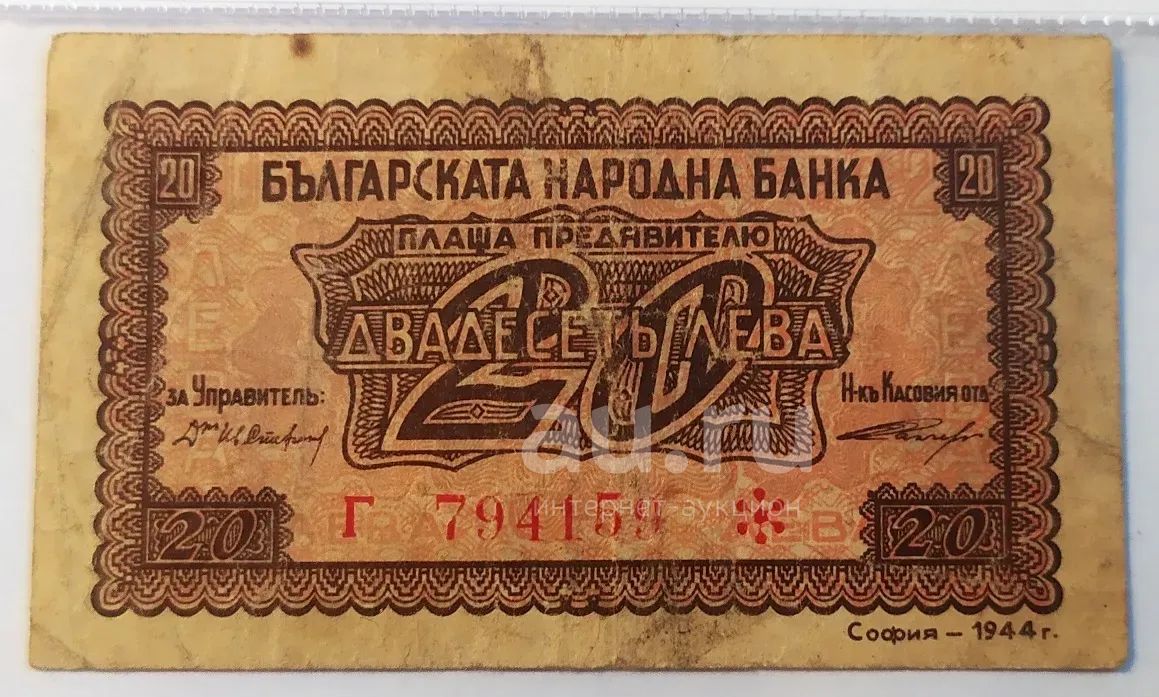 20 БЪЛГАРСКАТА НАРОДНА БАНКА 20
ПЛАЩА ПРЕДЯВИТЕЛЮ
20
ДВАДЕСЕТЬ ЛЕВА
за Управитель:
Н-къ Касовия отд
Г 794159
20
20
София – 1944 г.
au.ru
интернет-аукцион